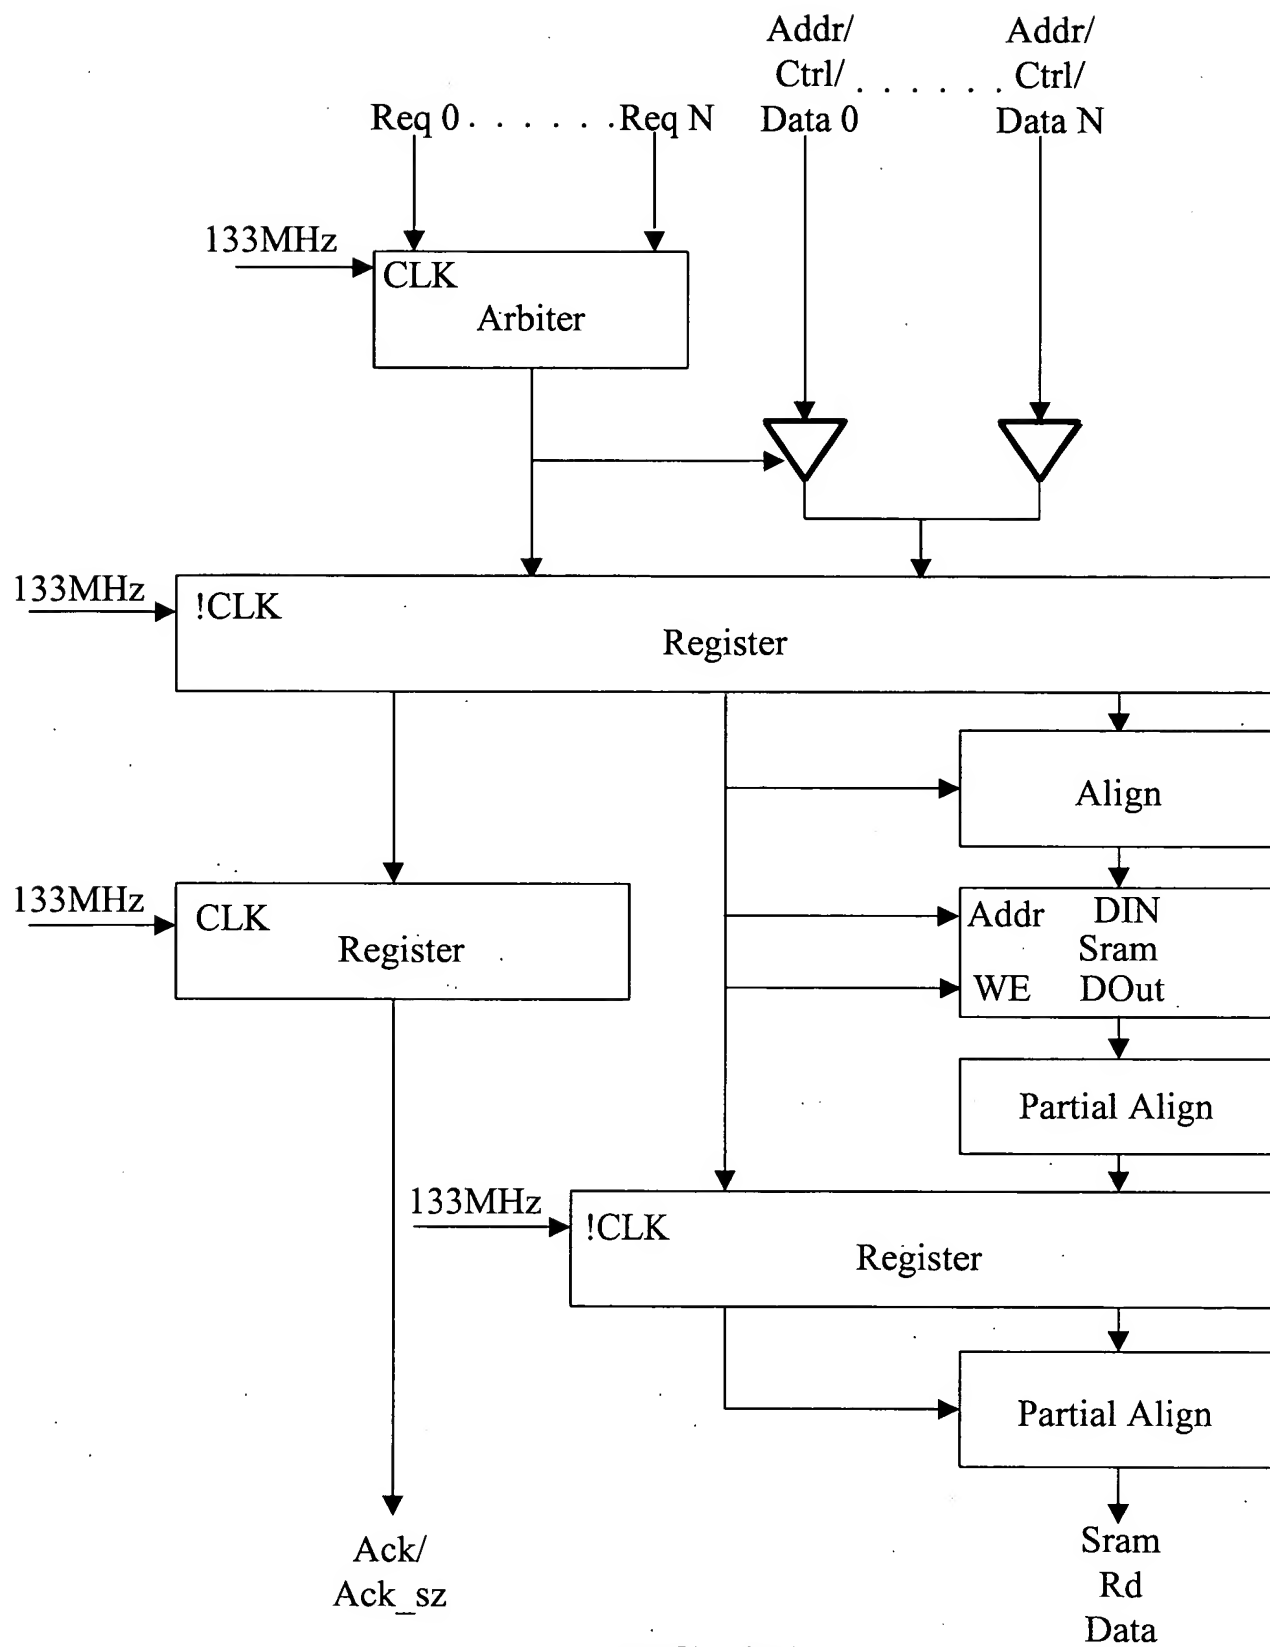 Addr/ Addr/
Ctrl/ . . . . . . Ctrl/
Req 0 . . . . . . Req N Data 0 Data N
133MHz
CLK
Arbiter
133MHz
!CLK
Register
Align
133MHz
CLK
Register
Addr DIN
Sram
WE DOut
Partial Align
133MHz
!CLK
Register
Partial Align
Ack/
Ack_sz
Sram
Rd
Data